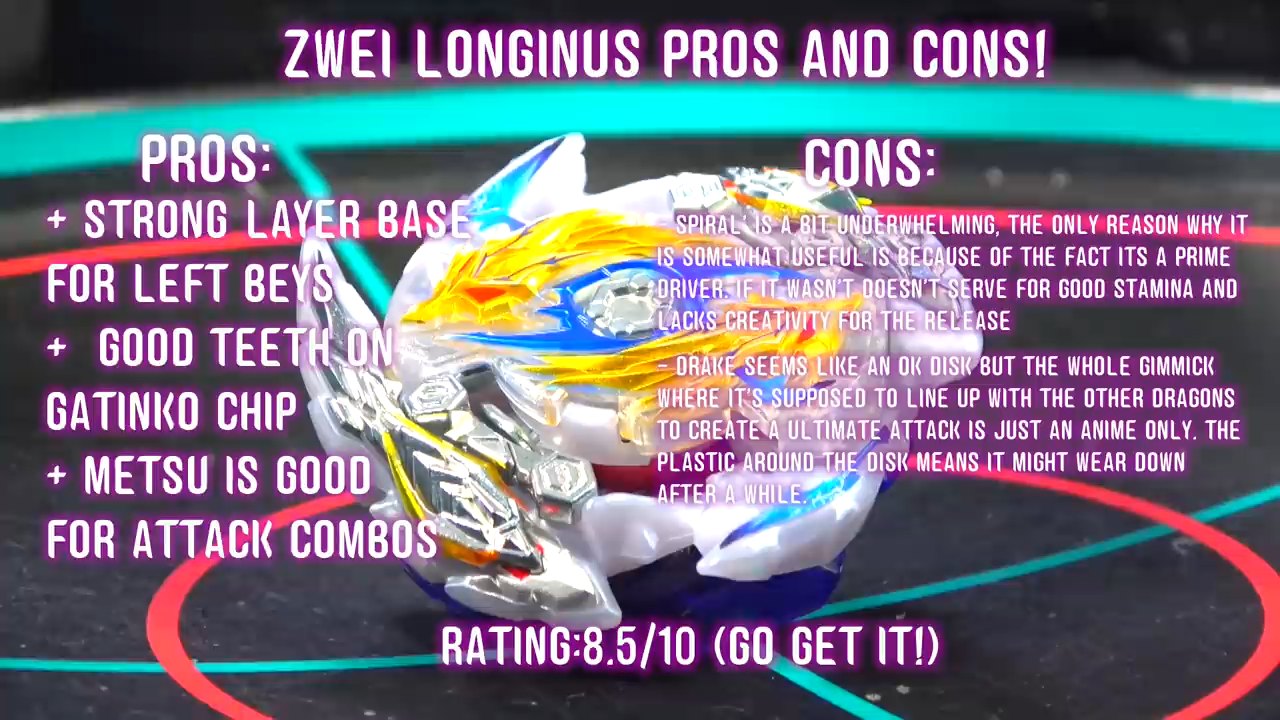 ZWEI LONGINUS PROS AND CONS!
PROS:
+ STRONG LAYER BASE
FOR LEFT BEYS
+ GOOD TEETH ON
GATINKO CHIP
+ METSU IS GOOD
FOR ATTACK COMBOS
CONS:
- SPIRAL' IS A BIT UNDERWHELMING, THE ONLY REASON WHY IT
IS SOMEWHAT USEFUL IS BECAUSE OF THE FACT ITS A PRIME
DRIVER. IF IT WASN'T DOESN'T SERVE FOR GOOD STAMINA AND
LACKS CREATIVITY FOR THE RELEASE
- DRAKE SEEMS LIKE AN OK DISK BUT THE WHOLE GIMMICK
WHERE IT'S SUPPOSED TO LINE UP WITH THE OTHER DRAGONS
TO CREATE A ULTIMATE ATTACK IS JUST AN ANIME ONLY. THE
PLASTIC AROUND THE DISK MEANS IT MIGHT WEAR DOWN
AFTER A WHILE.
RATING:8.5/10 (GO GET IT!)